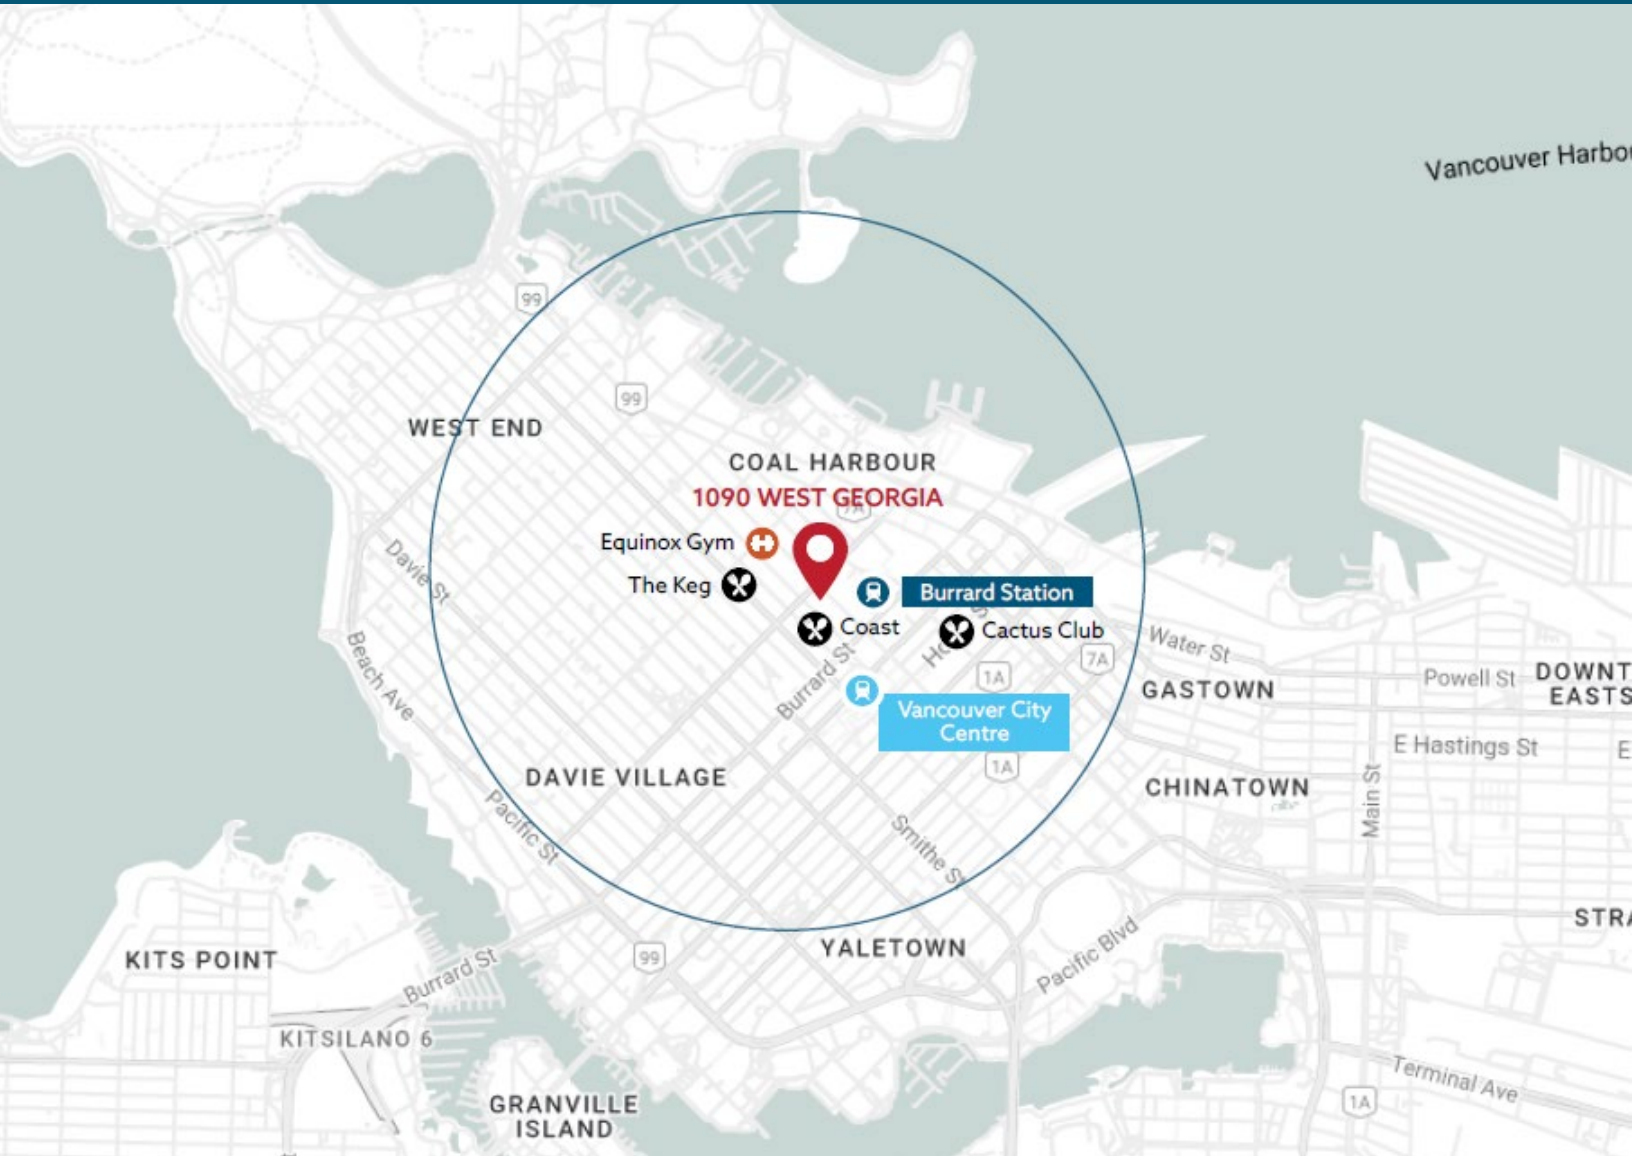 Vancouver Harbou
99
99
WEST END
COAL HARBOUR
1090 WEST GEORGIA
7A
Equinox Gym
The Keg
Burrard Station
Coast
Cactus Club
Davie St
Beach Ave
Burrard St
Water St
7A
1A
GASTOWN
Powell St
DOWNT
EASTS
Vancouver City
Centre
E Hastings St
E
1A
DAVIE VILLAGE
CHINATOWN
Main St
Pacific St
Smithe St
STRA
YALETOWN
Pacific Blvd
99
KITS POINT
Burrard St
KITSILANO 6
Terminal Ave
1A
GRANVILLE
ISLAND